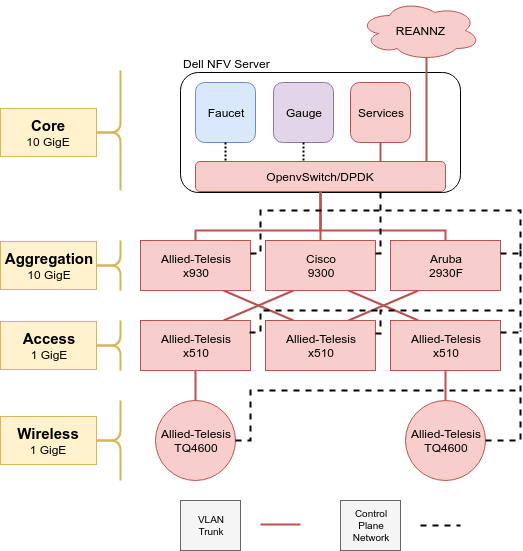 REANNZ
Dell NFV Server
Faucet
Gauge
Services
Core
10 GigE
OpenvSwitch/DPDK
Aggregation
10 GigE
Allied-Telesis
x930
Cisco
9300
Aruba
2930F
Access
1 GigE
Allied-Telesis
x510
Allied-Telesis
x510
Allied-Telesis
x510
Wireless
1 GigE
Allied-Telesis
TQ4600
Allied-Telesis
TQ4600
VLAN
Trunk
Control
Plane
Network